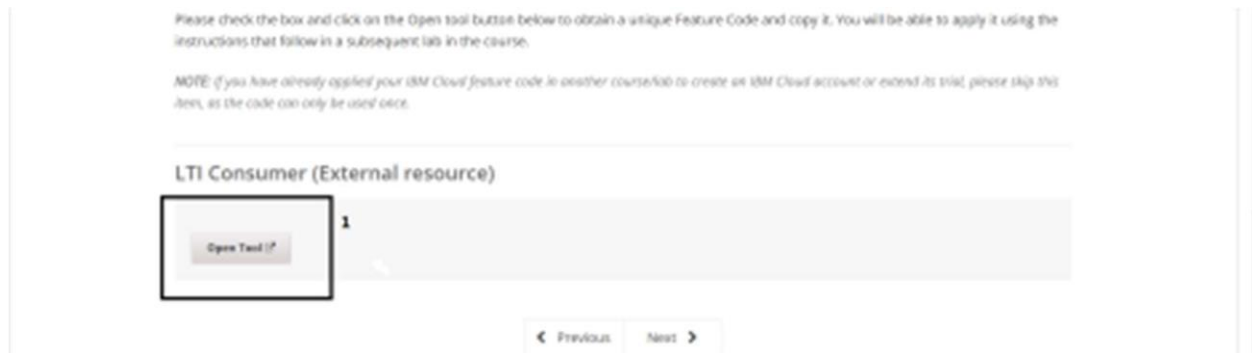 Please check the box and click on the Open tool button below to obtain a unique Feature Code and copy it. You will be able to apply it using the
instructions that follow in a subsequent lab in the course.
NOTE: if you have already applied your IBM Cloud feature code in another course/lab to create an IBM Cloud account or extend its trial, please skip this
item, as the code can only be used once.
LTI Consumer (External resource)
1
Open Tool
Previous Next